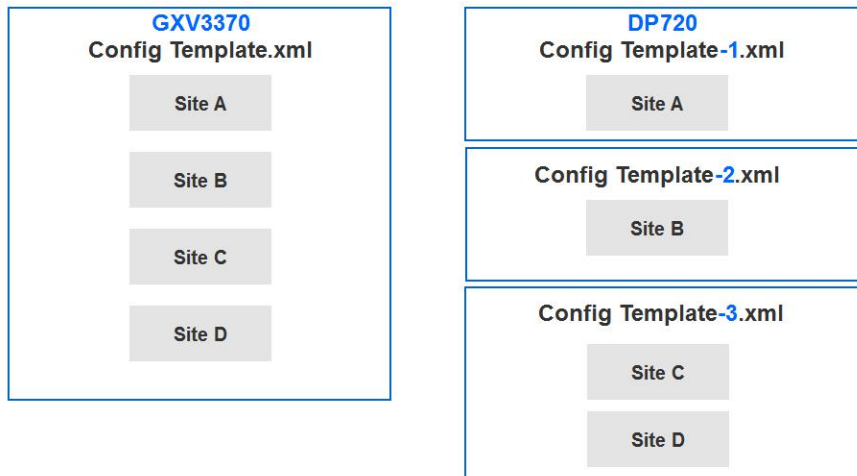 GXV3370
Config Template.xml
Site A
Site B
Site C
Site D
DP720
Config Template-1.xml
Site A
Config Template-2.xml
Site B
Config Template-3.xml
Site C
Site D